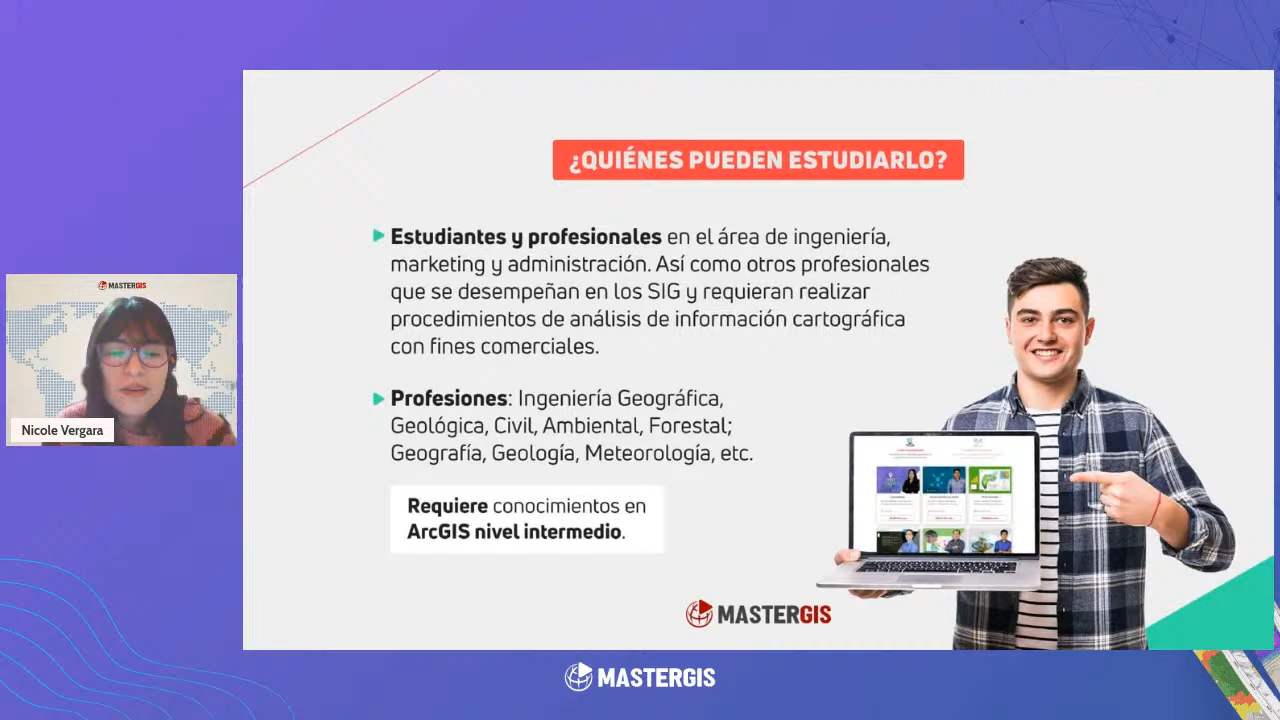 ¿QUIÉNES PUEDEN ESTUDIARLO?
Estudiantes y profesionales en el área de ingeniería,
marketing y administración. Así como otros profesionales
que se desempeñan en los SIG y requieran realizar
procedimientos de análisis de información cartográfica
con fines comerciales.
MASTERGIS
Nicole Vergara
Profesiones: Ingeniería Geográfica,
Geológica, Civil, Ambiental, Forestal;
Geografía, Geología, Meteorología, etc.
Requiere conocimientos en
ArcGIS nivel intermedio.
MASTERGIS
MASTERGIS